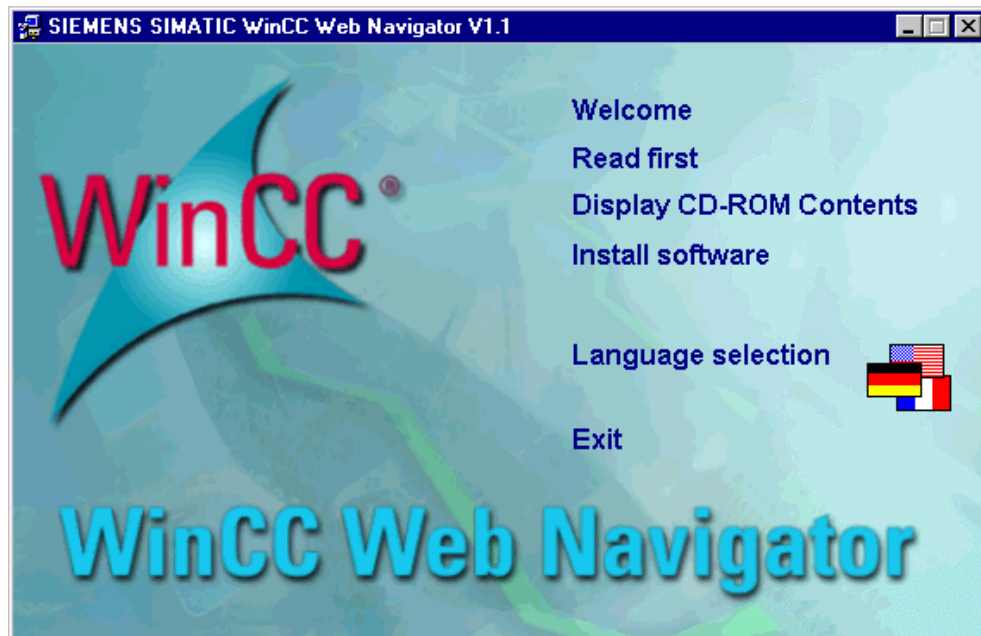 SIEMENS SIMATIC WinCC Web Navigator V1.1
WinCC®
Welcome
Read first
Display CD-ROM Contents
Install software
Language selection
Exit
WinCC Web Navigator